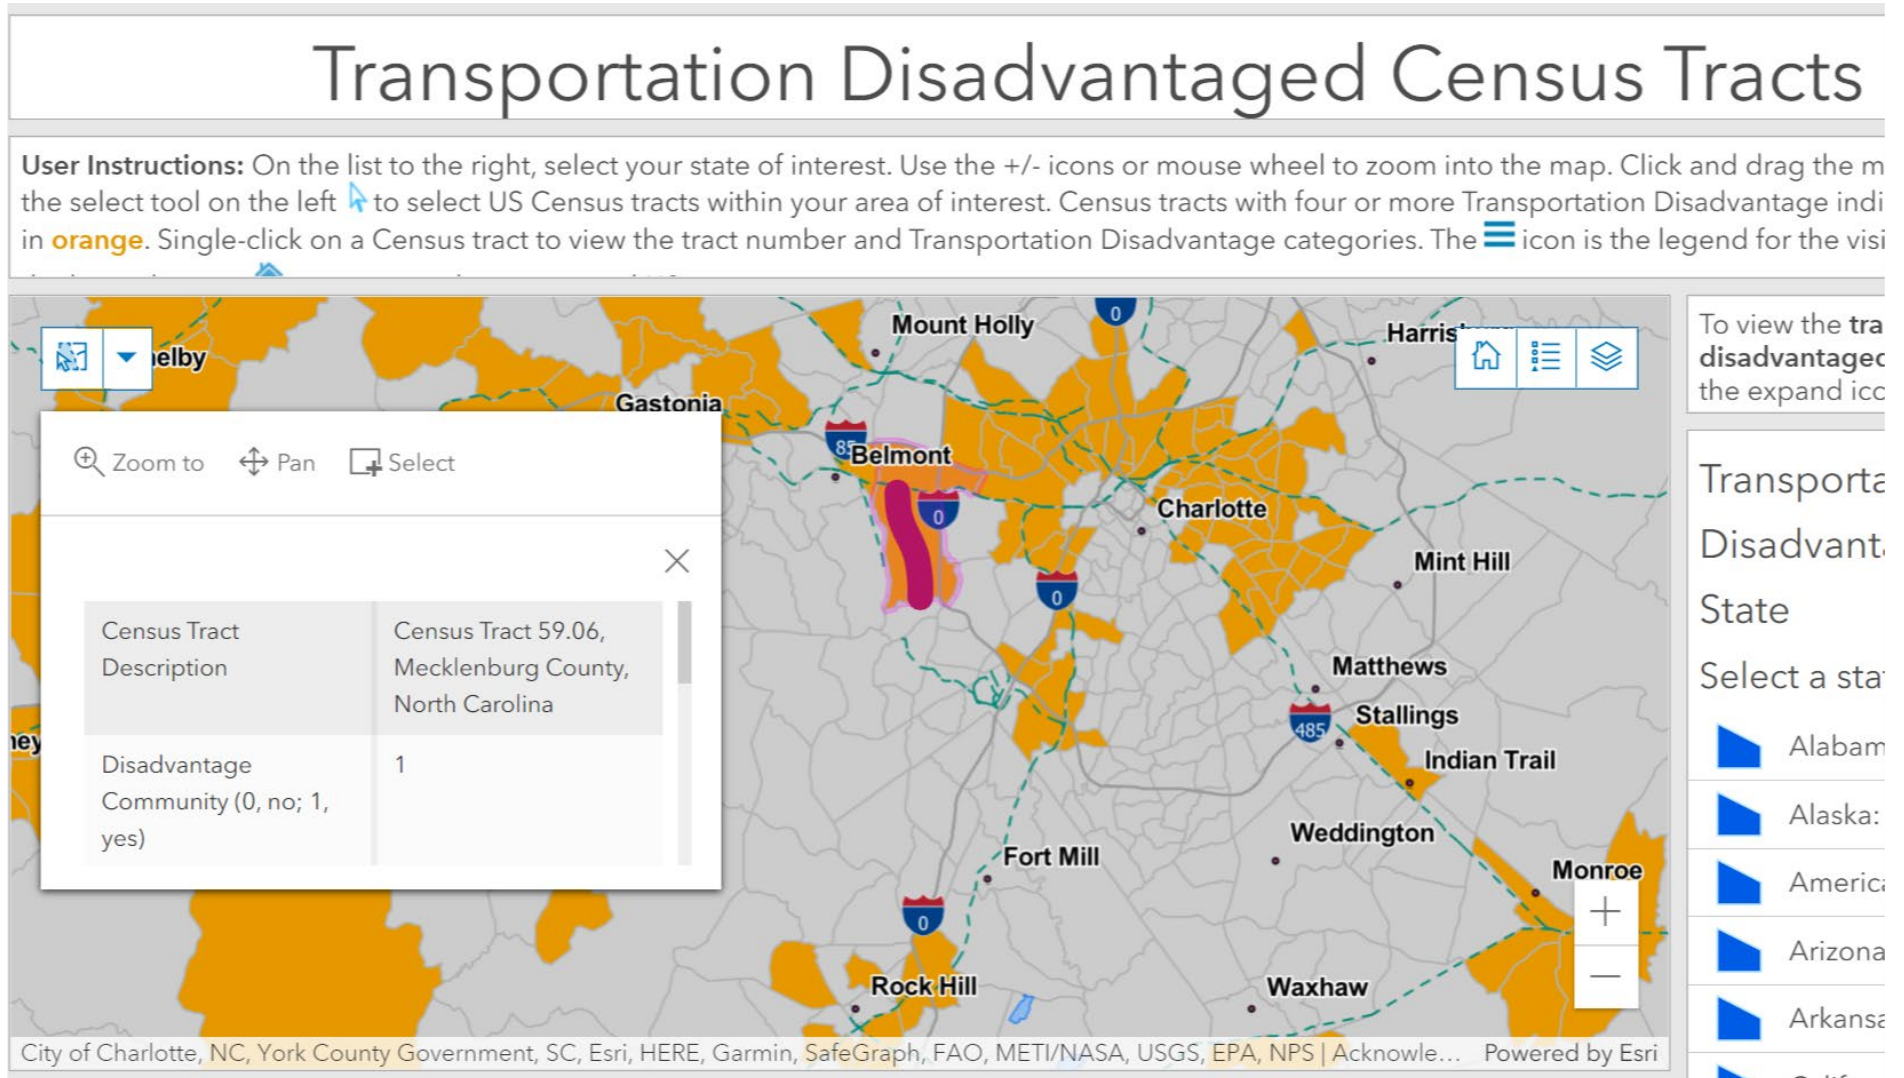 Transportation Disadvantaged Census Tracts
User Instructions: On the list to the right, select your state of interest. Use the +/- icons or mouse wheel to zoom into the map. Click and drag the m
the select tool on the left to select US Census tracts within your area of interest. Census tracts with four or more Transportation Disadvantage indi
in orange. Single-click on a Census tract to view the tract number and Transportation Disadvantage categories. The icon is the legend for the visi
elby
Mount Holly
0
Harris
Gastonia
85
Belmont
0
Charlotte
Mint Hill
0
Matthews
Stallings
485
Indian Trail
Weddington
Fort Mill
Monroe
0
Rock Hill
Waxhaw
ney
Zoom to
Pan
Select
Census Tract
Description
Census Tract 59.06,
Mecklenburg County,
North Carolina
Disadvantage
Community (0, no; 1,
yes)
1
City of Charlotte, NC, York County Government, SC, Esri, HERE, Garmin, SafeGraph, FAO, METI/NASA, USGS, EPA, NPS | Acknowle...
Powered by Esri
To view the tra
disadvantaged
the expand ico
Transporta
Disadvanta
State
Select a sta
Alabam
Alaska:
America
Arizona
Arkansa